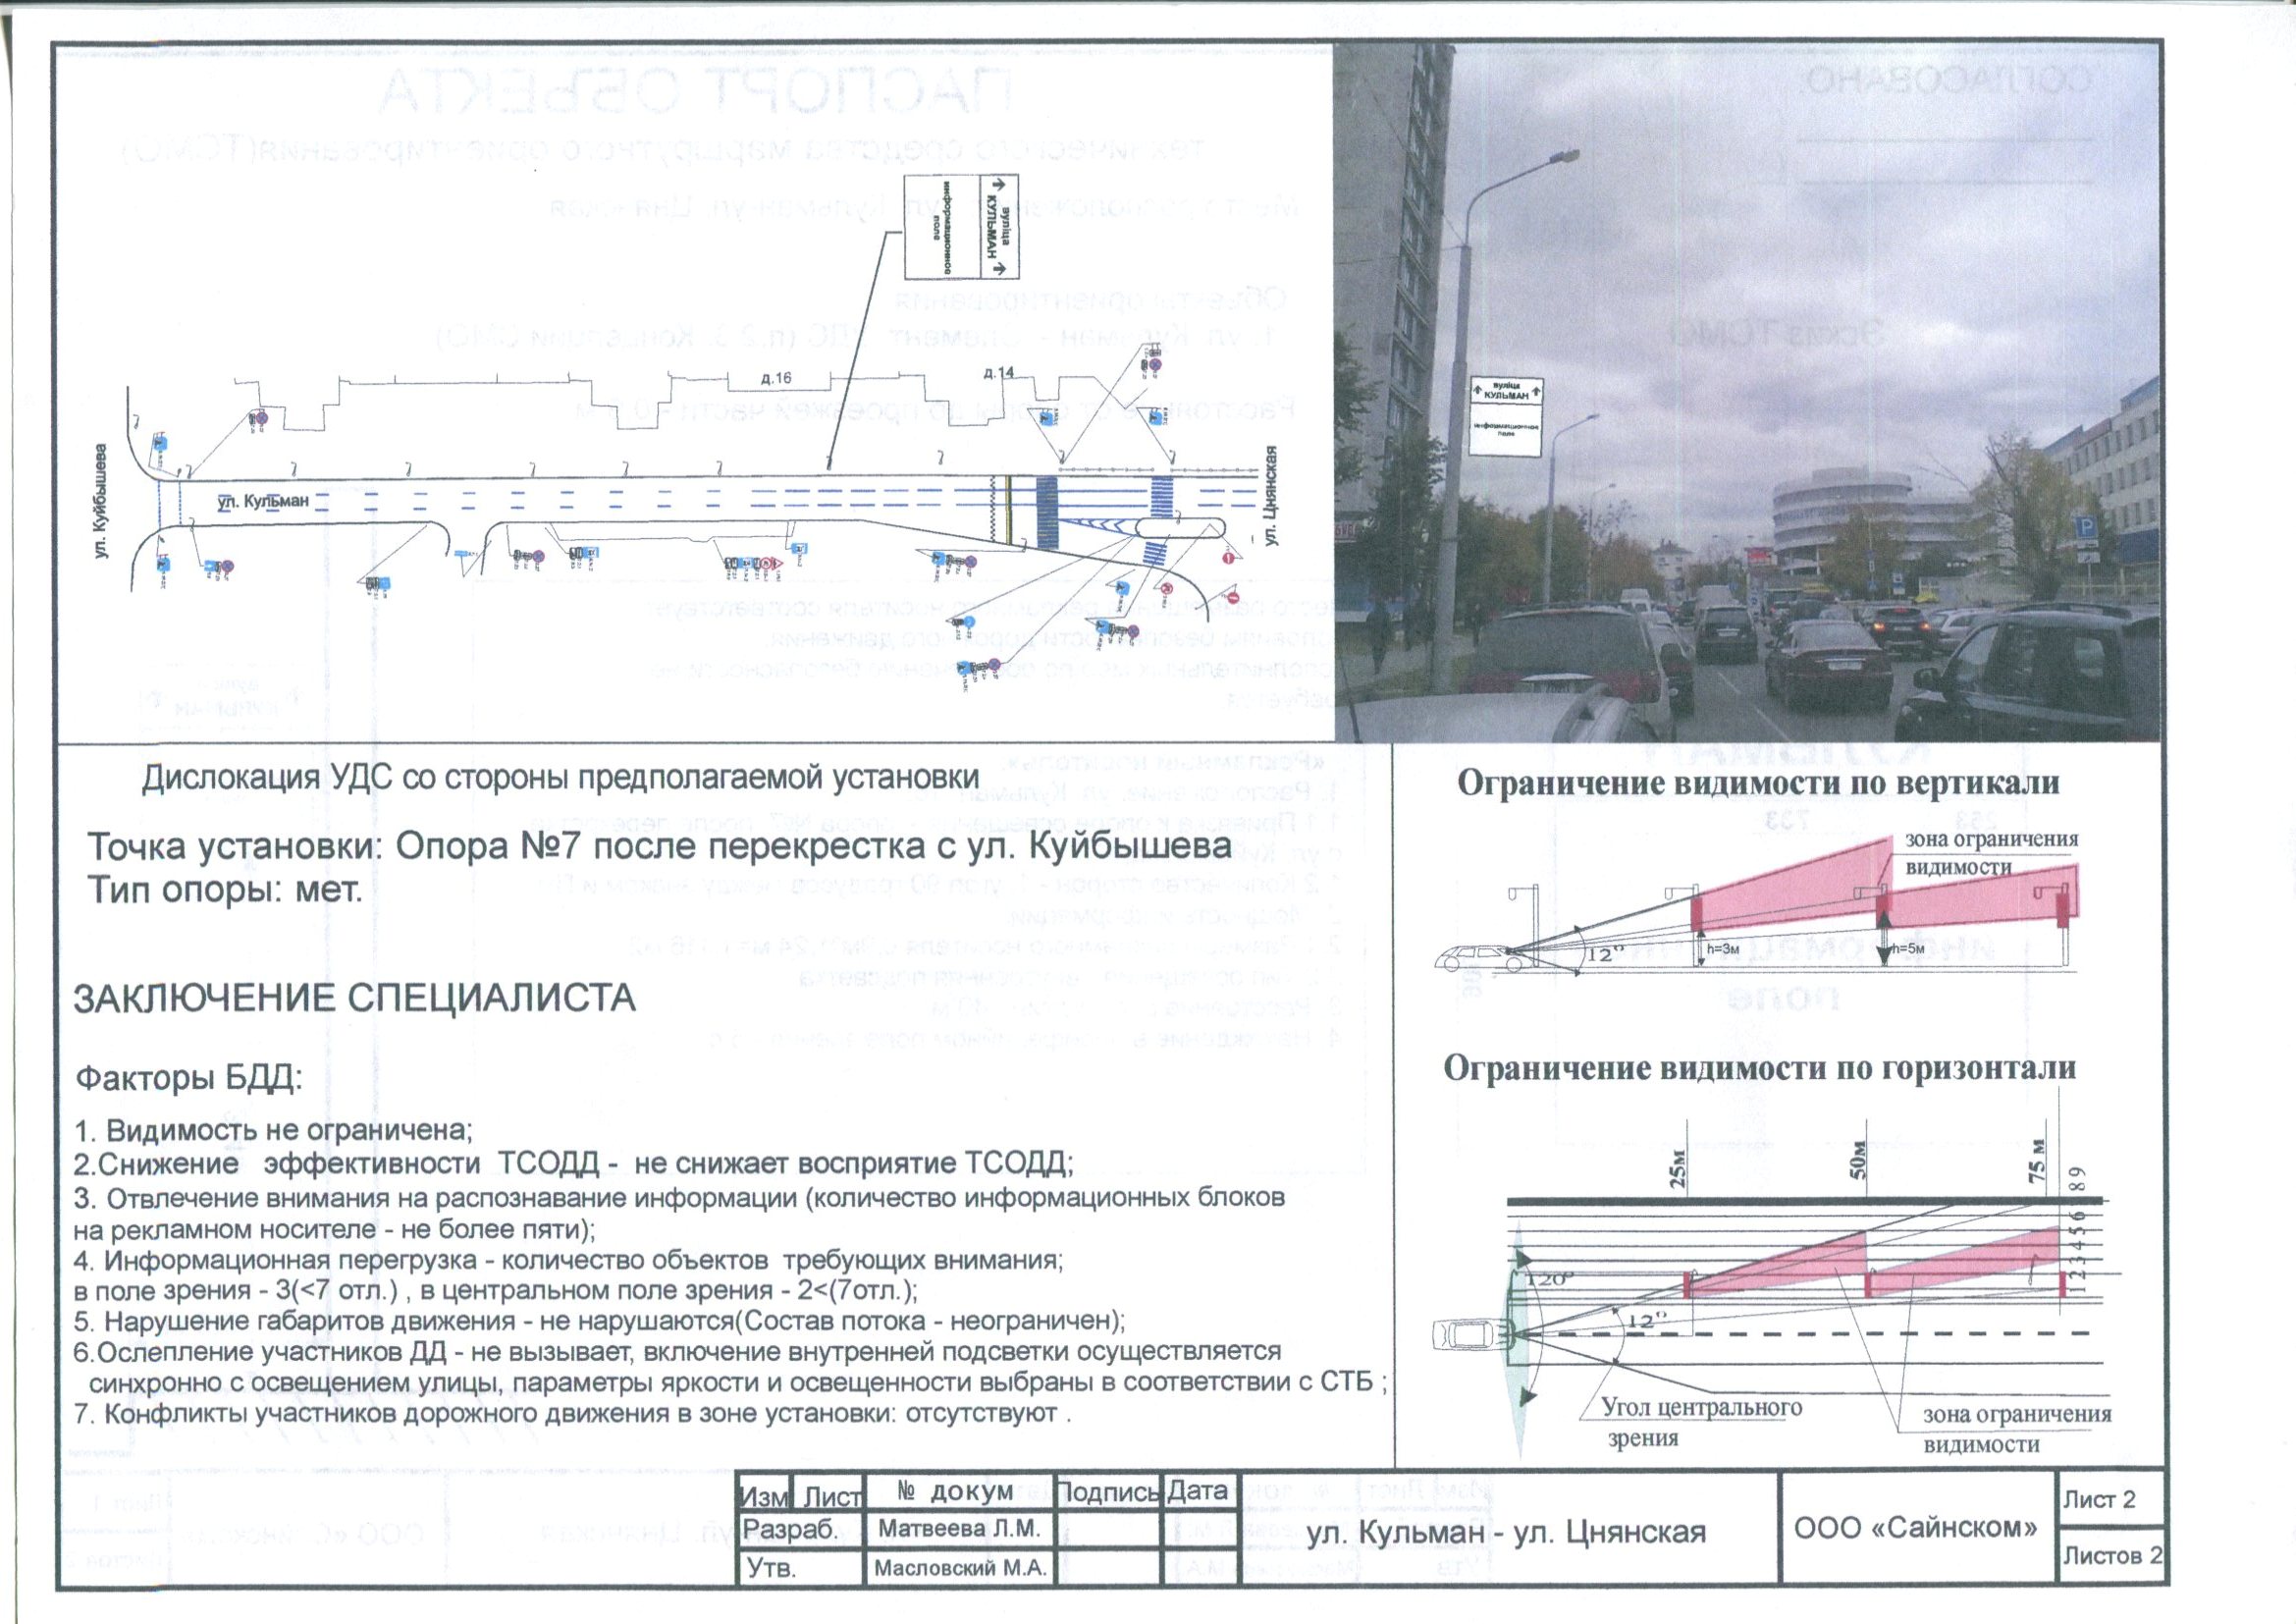 вулiца
КУЛЬМАН
информационное
поле
д.16
д.14
ул. Куйбышева
ул. Кульман
ул. Цнянская
вулiца
КУЛЬМАН
информационное
поле
Дислокация УДС со стороны предполагаемой установки
Точка установки: Опора №7 после перекрестка с ул. Куйбышева
Тип опоры: мет.
ЗАКЛЮЧЕНИЕ СПЕЦИАЛИСТА
Факторы БДД:
1. Видимость не ограничена;
2.Снижение эффективности ТСОДД - не снижает восприятие ТСОДД;
3. Отвлечение внимания на распознавание информации (количество информационных блоков
на рекламном носителе - не более пяти);
4. Информационная перегрузка - количество объектов требующих внимания;
в поле зрения - 3(<7 отл.) , в центральном поле зрения - 2<(7отл.);
5. Нарушение габаритов движения - не нарушаются(Состав потока - неограничен);
6.Ослепление участников ДД - не вызывает, включение внутренней подсветки осуществляется
синхронно с освещением улицы, параметры яркости и освещенности выбраны в соответствии с СТБ ;
7. Конфликты участников дорожного движения в зоне установки: отсутствуют .
Ограничение видимости по вертикали
зона ограничения
видимости
12°
h=3м
h=5м
Ограничение видимости по горизонтали
25м
50м
75 м
1 2 3 4 5 6 8 9
120°
12°
Угол центрального
зрения
зона ограничения
видимости
Изм Лист № докум Подпись Дата
Разраб. Матвеева Л.М.
Утв. Масловский М.А.
ул. Кульман - ул. Цнянская
ООО «Сайнском»
Лист 2
Листов 2